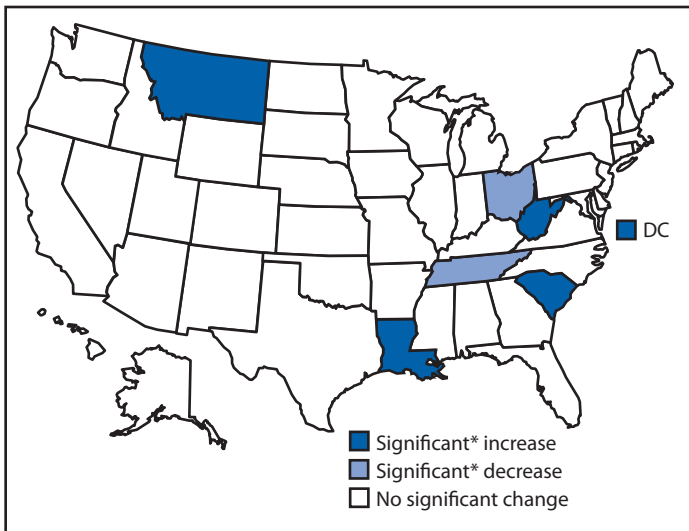 DC
Significant* increase
Significant* decrease
No significant change